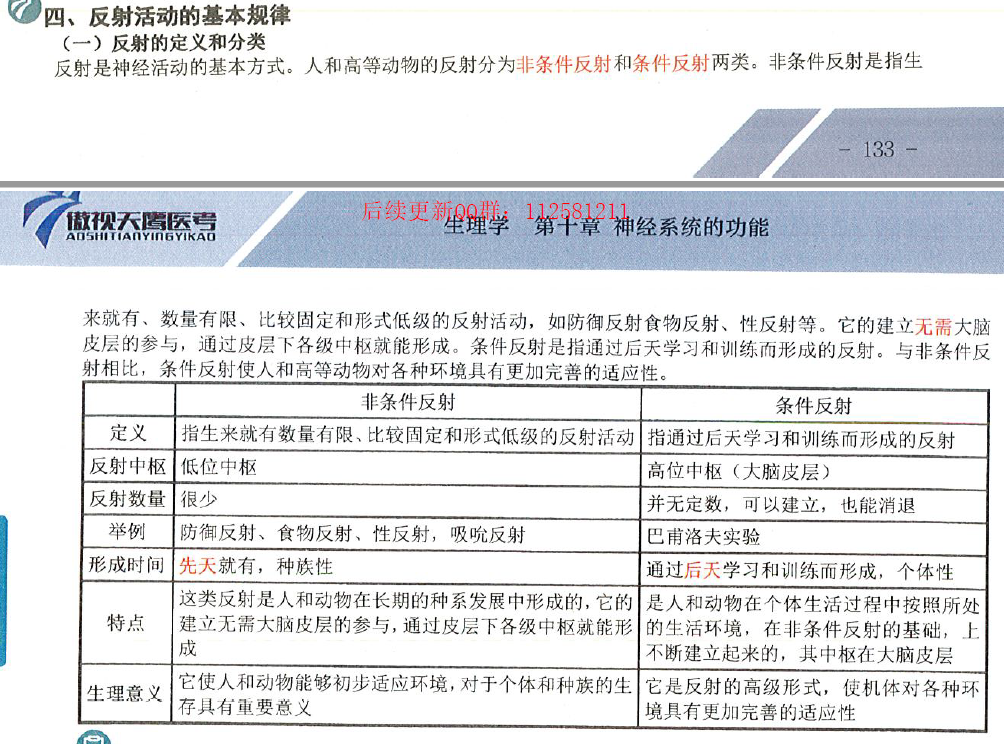 四、反射活动的基本规律
（一）反射的定义和分类
反射是神经活动的基本方式。人和高等动物的反射分为非条件反射和条件反射两类。非条件反射是指生
- 133 -
傲视天鹰医考
AOSHITIANYINGYIKAO
后续更新QQ群：112581211
生理学 第十章 神经系统的功能
来就有、数量有限、比较固定和形式低级的反射活动，如防御反射食物反射、性反射等。它的建立无需大脑
皮层的参与，通过皮层下各级中枢就能形成。条件反射是指通过后天学习和训练而形成的反射。与非条件反
射相比，条件反射使人和高等动物对各种环境具有更加完善的适应性。
非条件反射 条件反射
定义 指生来就有数量有限、比较固定和形式低级的反射活动 指通过后天学习和训练而形成的反射
反射中枢 低位中枢 高位中枢（大脑皮层）
反射数量 很少 并无定数，可以建立，也能消退
举例 防御反射、食物反射、性反射，吸吮反射 巴甫洛夫实验
形成时间 先天就有，种族性 通过后天学习和训练而形成，个体性
特点
这类反射是人和动物在长期的种系发展中形成的，它的
建立无需大脑皮层的参与，通过皮层下各级中枢就能形
成
是人和动物在个体生活过程中按照所处
的生活环境，在非条件反射的基础，上
不断建立起来的，其中枢在大脑皮层
生理意义
它使人和动物能够初步适应环境，对于个体和种族的生
存具有重要意义
它是反射的高级形式，使机体对各种环
境具有更加完善的适应性